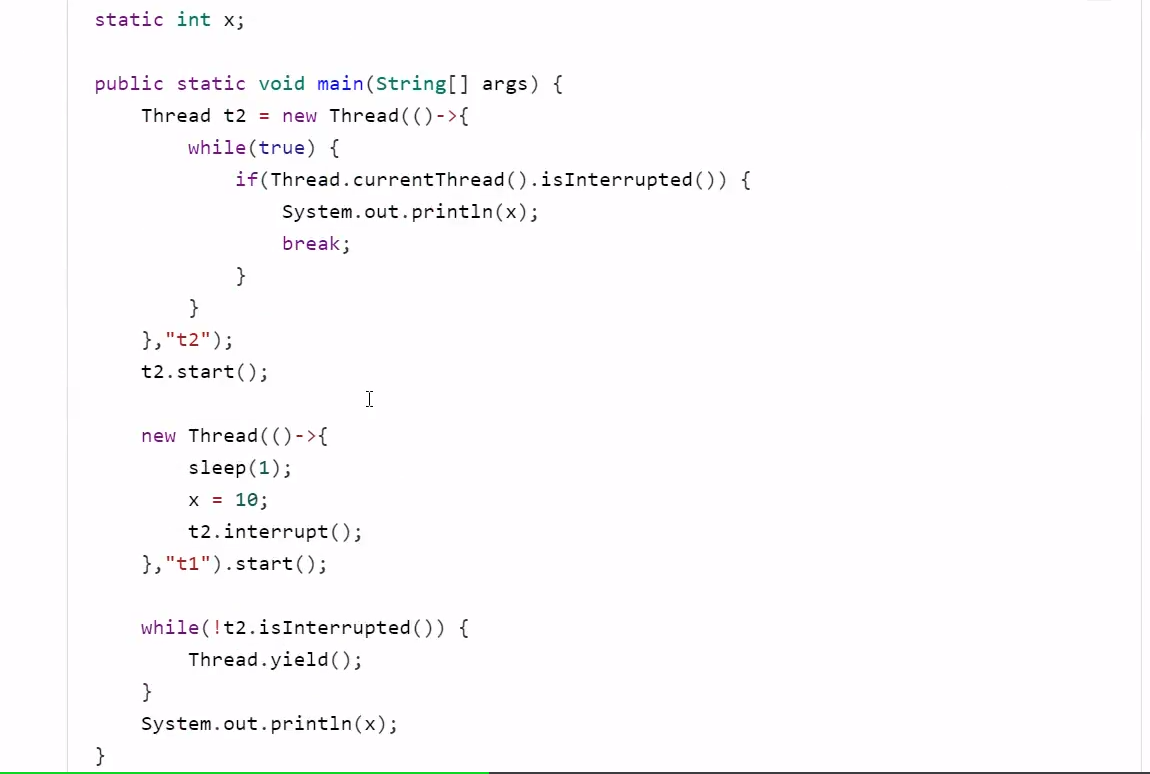 static int x;
public static void main(String[] args) {
    Thread t2 = new Thread(()->{
        while(true) {
            if(Thread.currentThread().isInterrupted()) {
                System.out.println(x);
                break;
            }
        }
    },"t2");
    t2.start();
    new Thread(()->{
        sleep(1);
        x = 10;
        t2.interrupt();
    },"t1").start();
    while(!t2.isInterrupted()) {
        Thread.yield();
    }
    System.out.println(x);
}